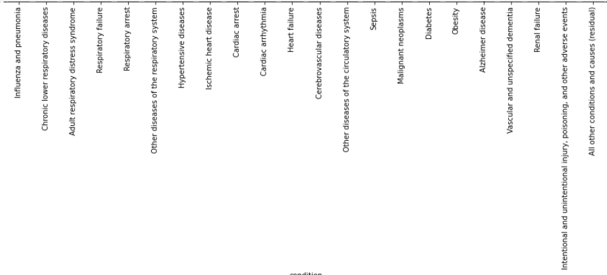 Influenza and pneumonia
Chronic lower respiratory diseases
Adult respiratory distress syndrome
Respiratory failure
Respiratory arrest
Other diseases of the respiratory system
Hypertensive diseases
Ischemic heart disease
Cardiac arrest
Cardiac arrhythmia
Heart failure
Cerebrovascular diseases
Other diseases of the circulatory system
Sepsis
Malignant neoplasms
Diabetes
Obesity
Alzheimer disease
Vascular and unspecified dementia
Renal failure
Intentional and unintentional injury, poisoning, and other adverse events
All other conditions and causes (residual)
condition